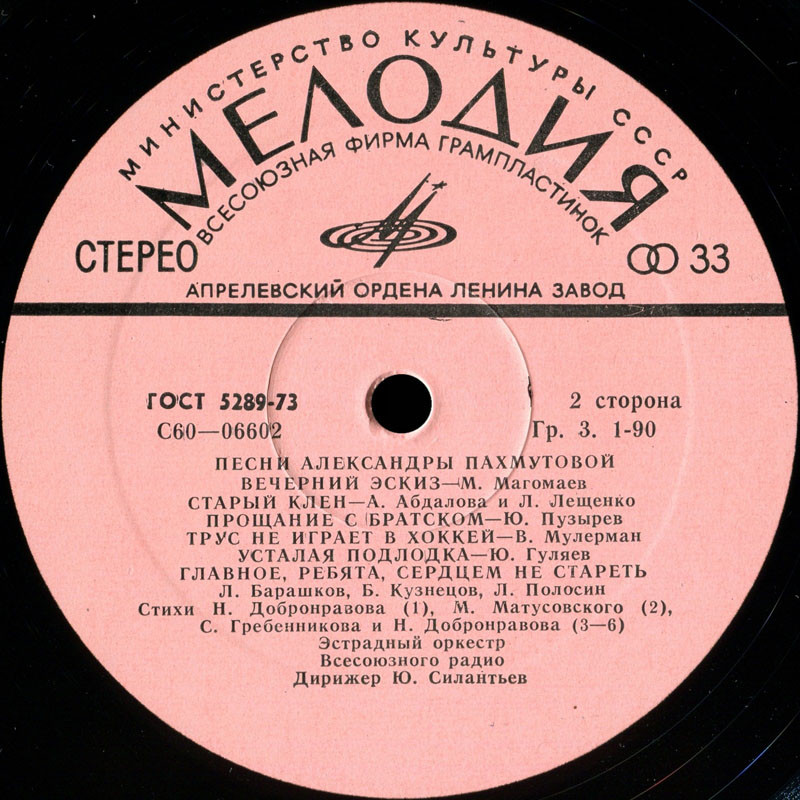 МИНИСТЕРСТВО КУЛЬТУРЫ СССР
МЕЛОДИЯ
ВСЕСОЮЗНАЯ ФИРМА ГРАМПЛАСТИНОК
СТЕРЕО
33
АПРЕЛЕВСКИЙ ОРДЕНА ЛЕНИНА ЗАВОД
ГОСТ 5289-73
2 сторона
С60—06602
Гр. 3. 1-90
ПЕСНИ АЛЕКСАНДРЫ ПАХМУТОВОЙ
ВЕЧЕРНИЙ ЭСКИЗ—М. Магомаев
СТАРЫЙ КЛЕН—А. Абдалова и Л. Лещенко
ПРОЩАНИЕ С БРАТСКОМ—Ю. Пузырев
ТРУС НЕ ИГРАЕТ В ХОККЕЙ—В. Мулерман
УСТАЛАЯ ПОДЛОДКА—Ю. Гуляев
ГЛАВНОЕ, РЕБЯТА, СЕРДЦЕМ НЕ СТАРЕТЬ
Л. Барашков, Б. Кузнецов, Л. Полосин
Стихи Н. Добронравова (1), М. Матусовского (2),
С. Гребенникова и Н. Добронравова (3—6)
Эстрадный оркестр
Всесоюзного радио
Дирижер Ю. Силантьев